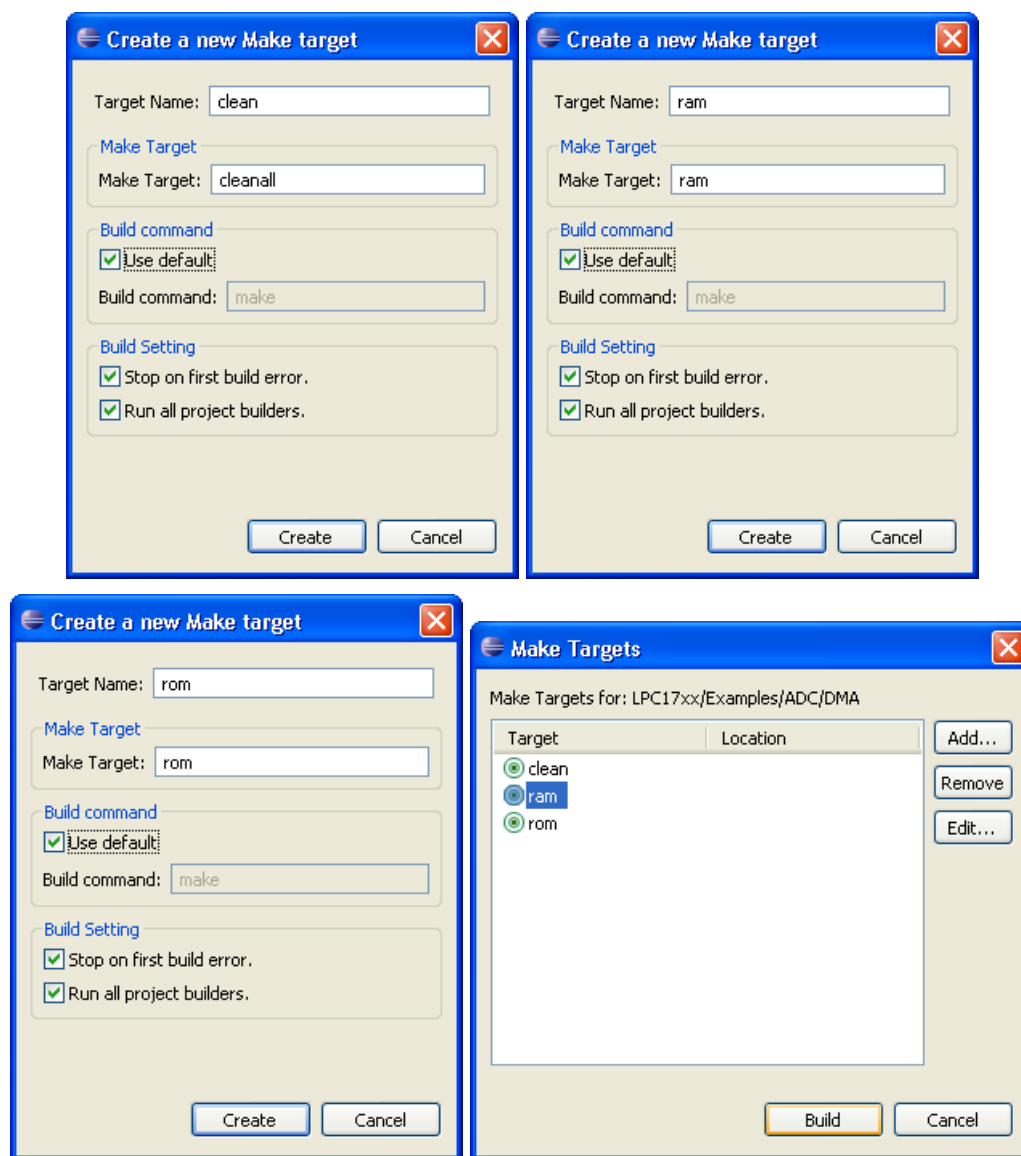 Create a new Make target
Target Name: clean
Make Target
Make Target: cleanall
Build command
Use default
Build command: make
Build Setting
Stop on first build error.
Run all project builders.
Create Cancel
Create a new Make target
Target Name: ram
Make Target
Make Target: ram
Build command
Use default
Build command: make
Build Setting
Stop on first build error.
Run all project builders.
Create Cancel
Create a new Make target
Target Name: rom
Make Target
Make Target: rom
Build command
Use default
Build command: make
Build Setting
Stop on first build error.
Run all project builders.
Create Cancel
Make Targets
Make Targets for: LPC17xx/Examples/ADC/DMA
Target Location Add...
clean
ram Remove
rom Edit...
Build Cancel